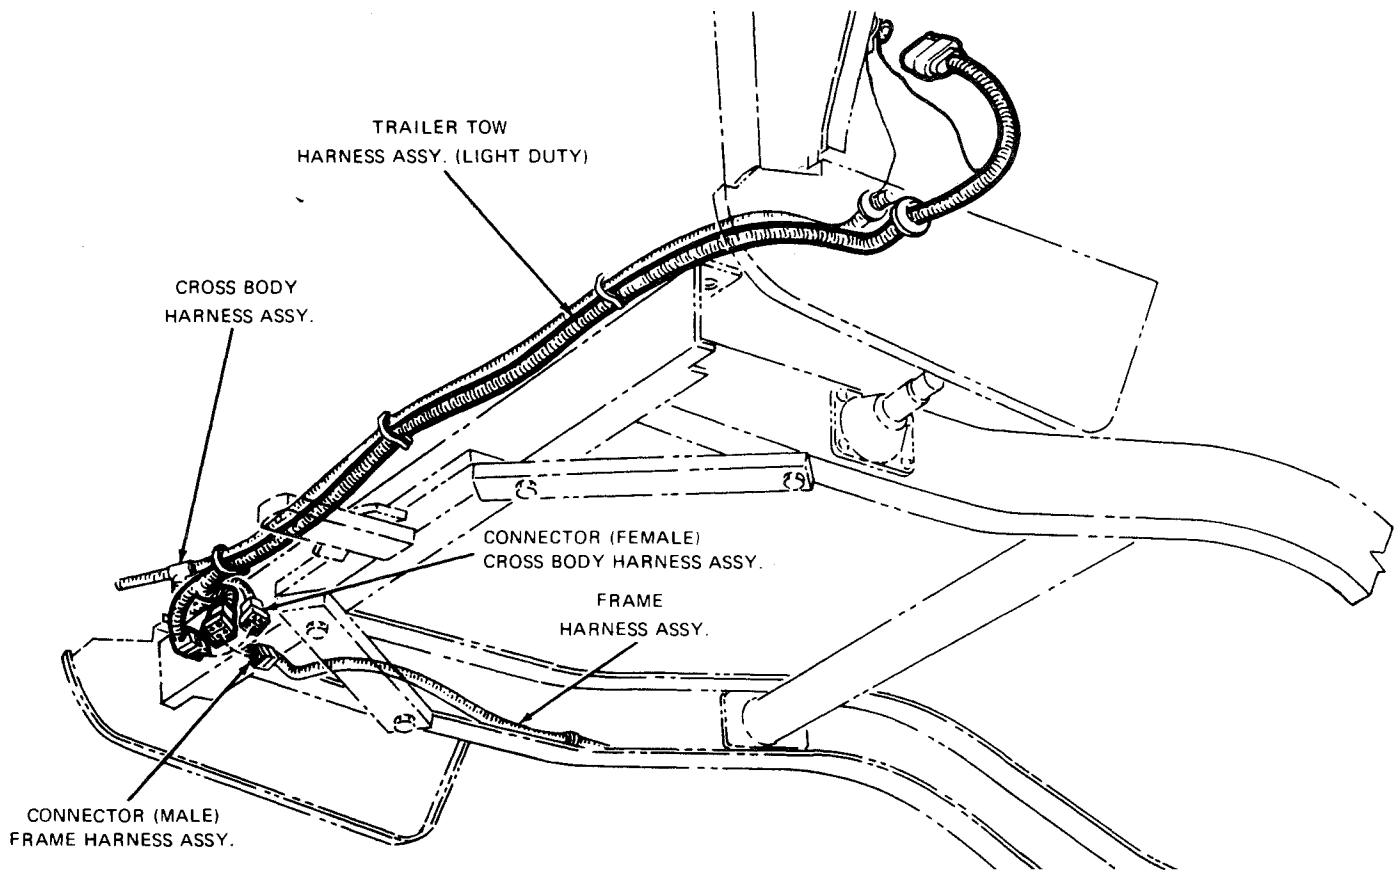 TRAILER TOW
HARNESS ASSY. (LIGHT DUTY)
CROSS BODY
HARNESS ASSY.
CONNECTOR (FEMALE)
CROSS BODY HARNESS ASSY.
FRAME
HARNESS ASSY.
CONNECTOR (MALE)
FRAME HARNESS ASSY.